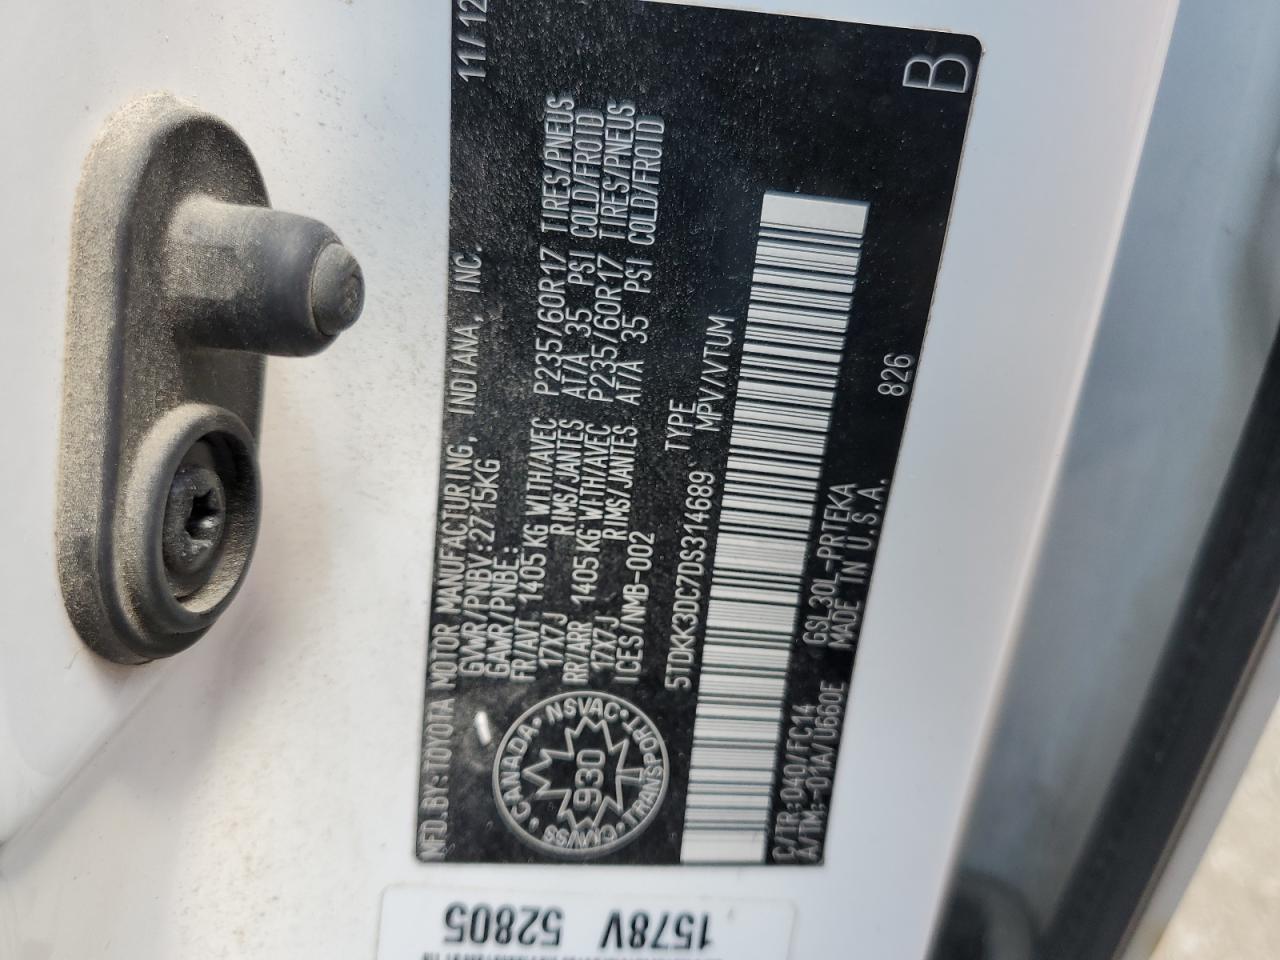 MFD.BY:TOYOTA MOTOR MANUFACTURING, INDIANA, INC. 11/12
GVWR/PNBV:2715KG
GAWR/PNBE:
FR/AVT 1405 KG WITH/AVEC P235/60R17 TIRES/PNEUS
17X7J RIMS/JANTES AT/A 35 PSI COLD/FROID
RR/ARR 1405 KG WITH/AVEC P235/60R17 TIRES/PNEUS
17X7J RIMS/JANTES AT/A 35 PSI COLD/FROID
ICES/NMB-002
CANADA • NSVAC • TRANSPORT • CMVSS
930
5TDKK3DC7DS314689 TYPE
MPV/VTUM
C/TR:040/FC14 GSL30L-PRTEKA 826
A/TM:-01A/U660E MADE IN U.S.A.
B
1578V 52805